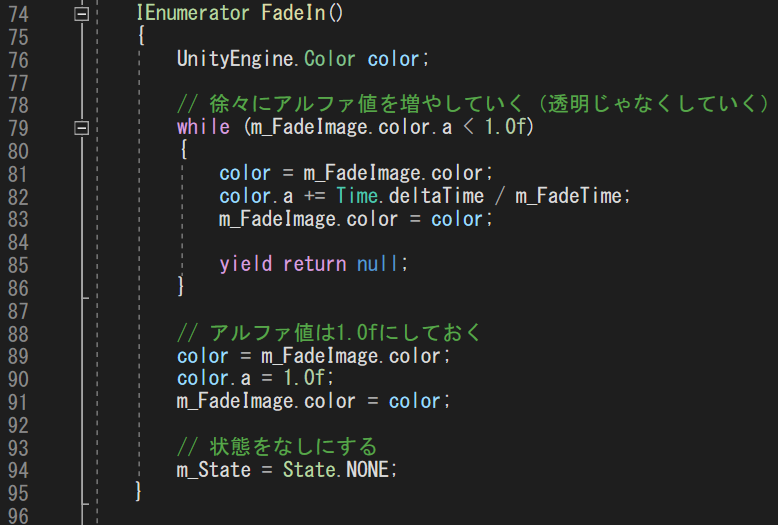 74 IEnumerator FadeIn()
75 {
76 UnityEngine.Color color;
77
78 // 徐々にアルファ値を増やしていく（透明じゃなくしていく）
79 while (m_FadeImage.color.a < 1.0f)
80 {
81 color = m_FadeImage.color;
82 color.a += Time.deltaTime / m_FadeTime;
83 m_FadeImage.color = color;
84
85 yield return null;
86 }
87
88 // アルファ値は1.0fにしておく
89 color = m_FadeImage.color;
90 color.a = 1.0f;
91 m_FadeImage.color = color;
92
93 // 状態をなしにする
94 m_State = State.NONE;
95 }
96